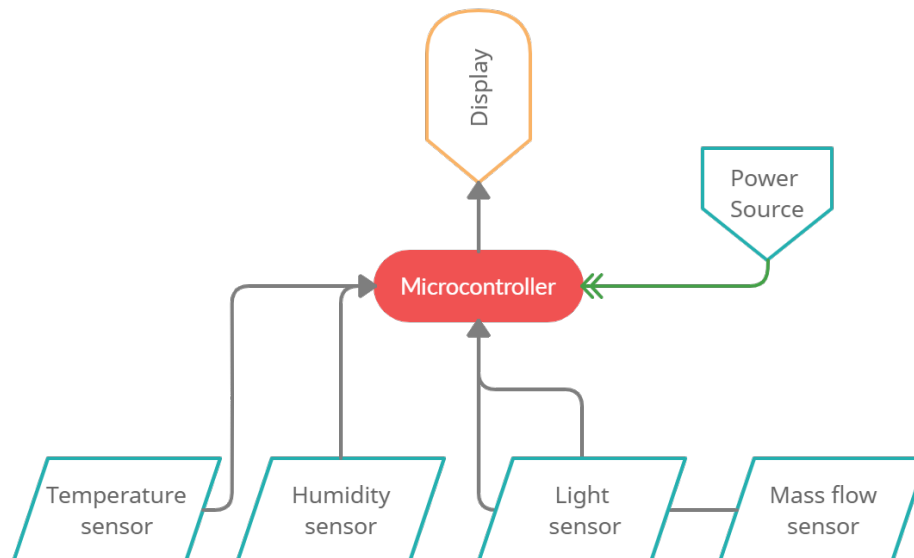 Display
Power
Source
Microcontroller
Temperature
sensor
Humidity
sensor
Light
sensor
Mass flow
sensor